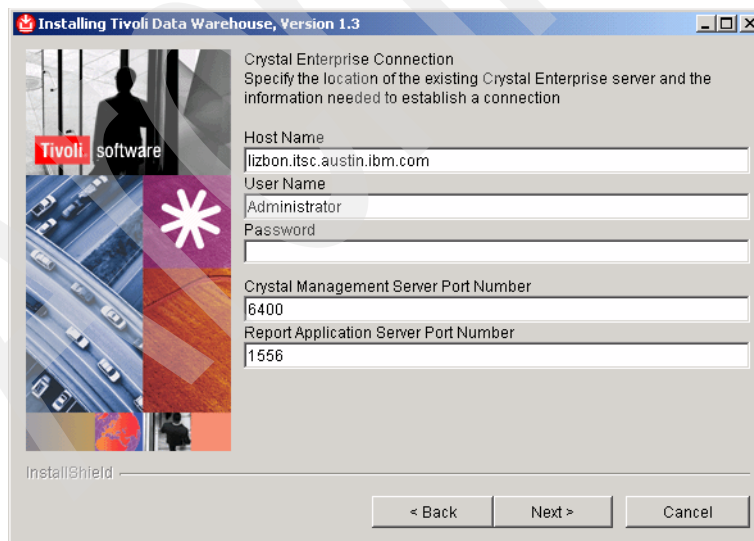 Installing Tivoli Data Warehouse, Version 1.3
Crystal Enterprise Connection
Specify the location of the existing Crystal Enterprise server and the
information needed to establish a connection
Tivoli software
Host Name
lizbon.itsc.austin.ibm.com
User Name
Administrator
Password
Crystal Management Server Port Number
6400
Report Application Server Port Number
1556
InstallShield
< Back
Next >
Cancel